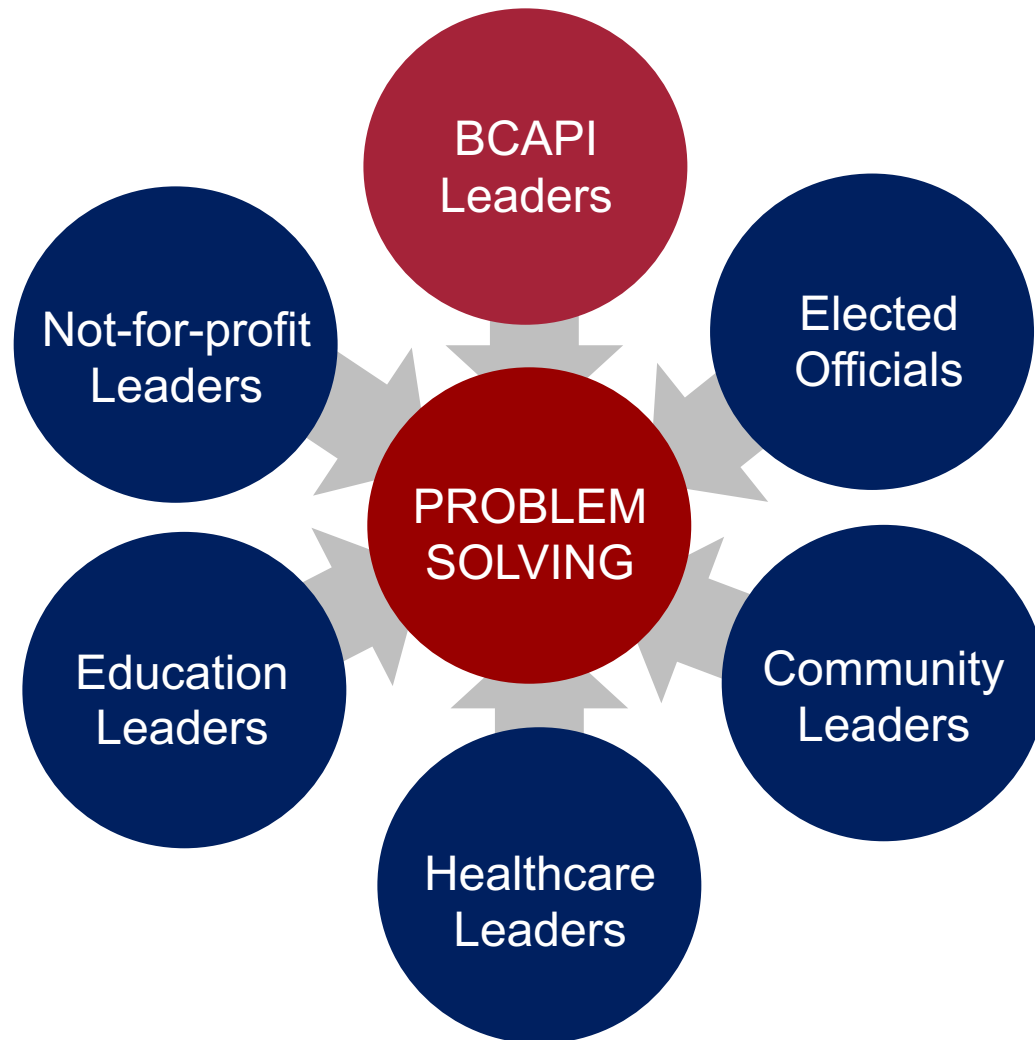 BCAPI
Leaders
Elected
Officials
Community
Leaders
Healthcare
Leaders
Education
Leaders
Not-for-profit
Leaders
PROBLEM
SOLVING